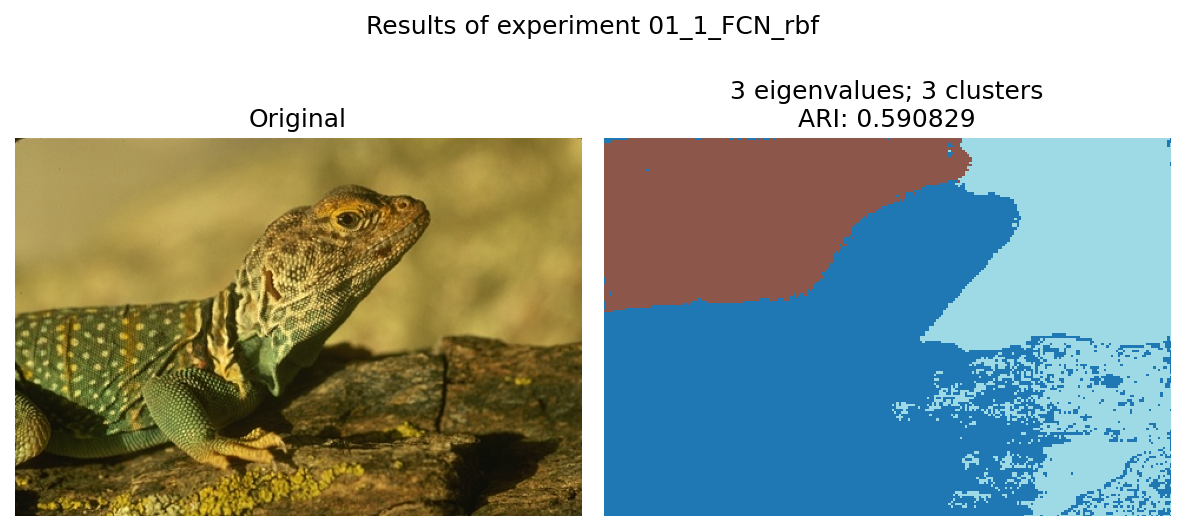 Results of experiment 01_1_FCN_rbf
Original
3 eigenvalues; 3 clusters
ARI: 0.590829